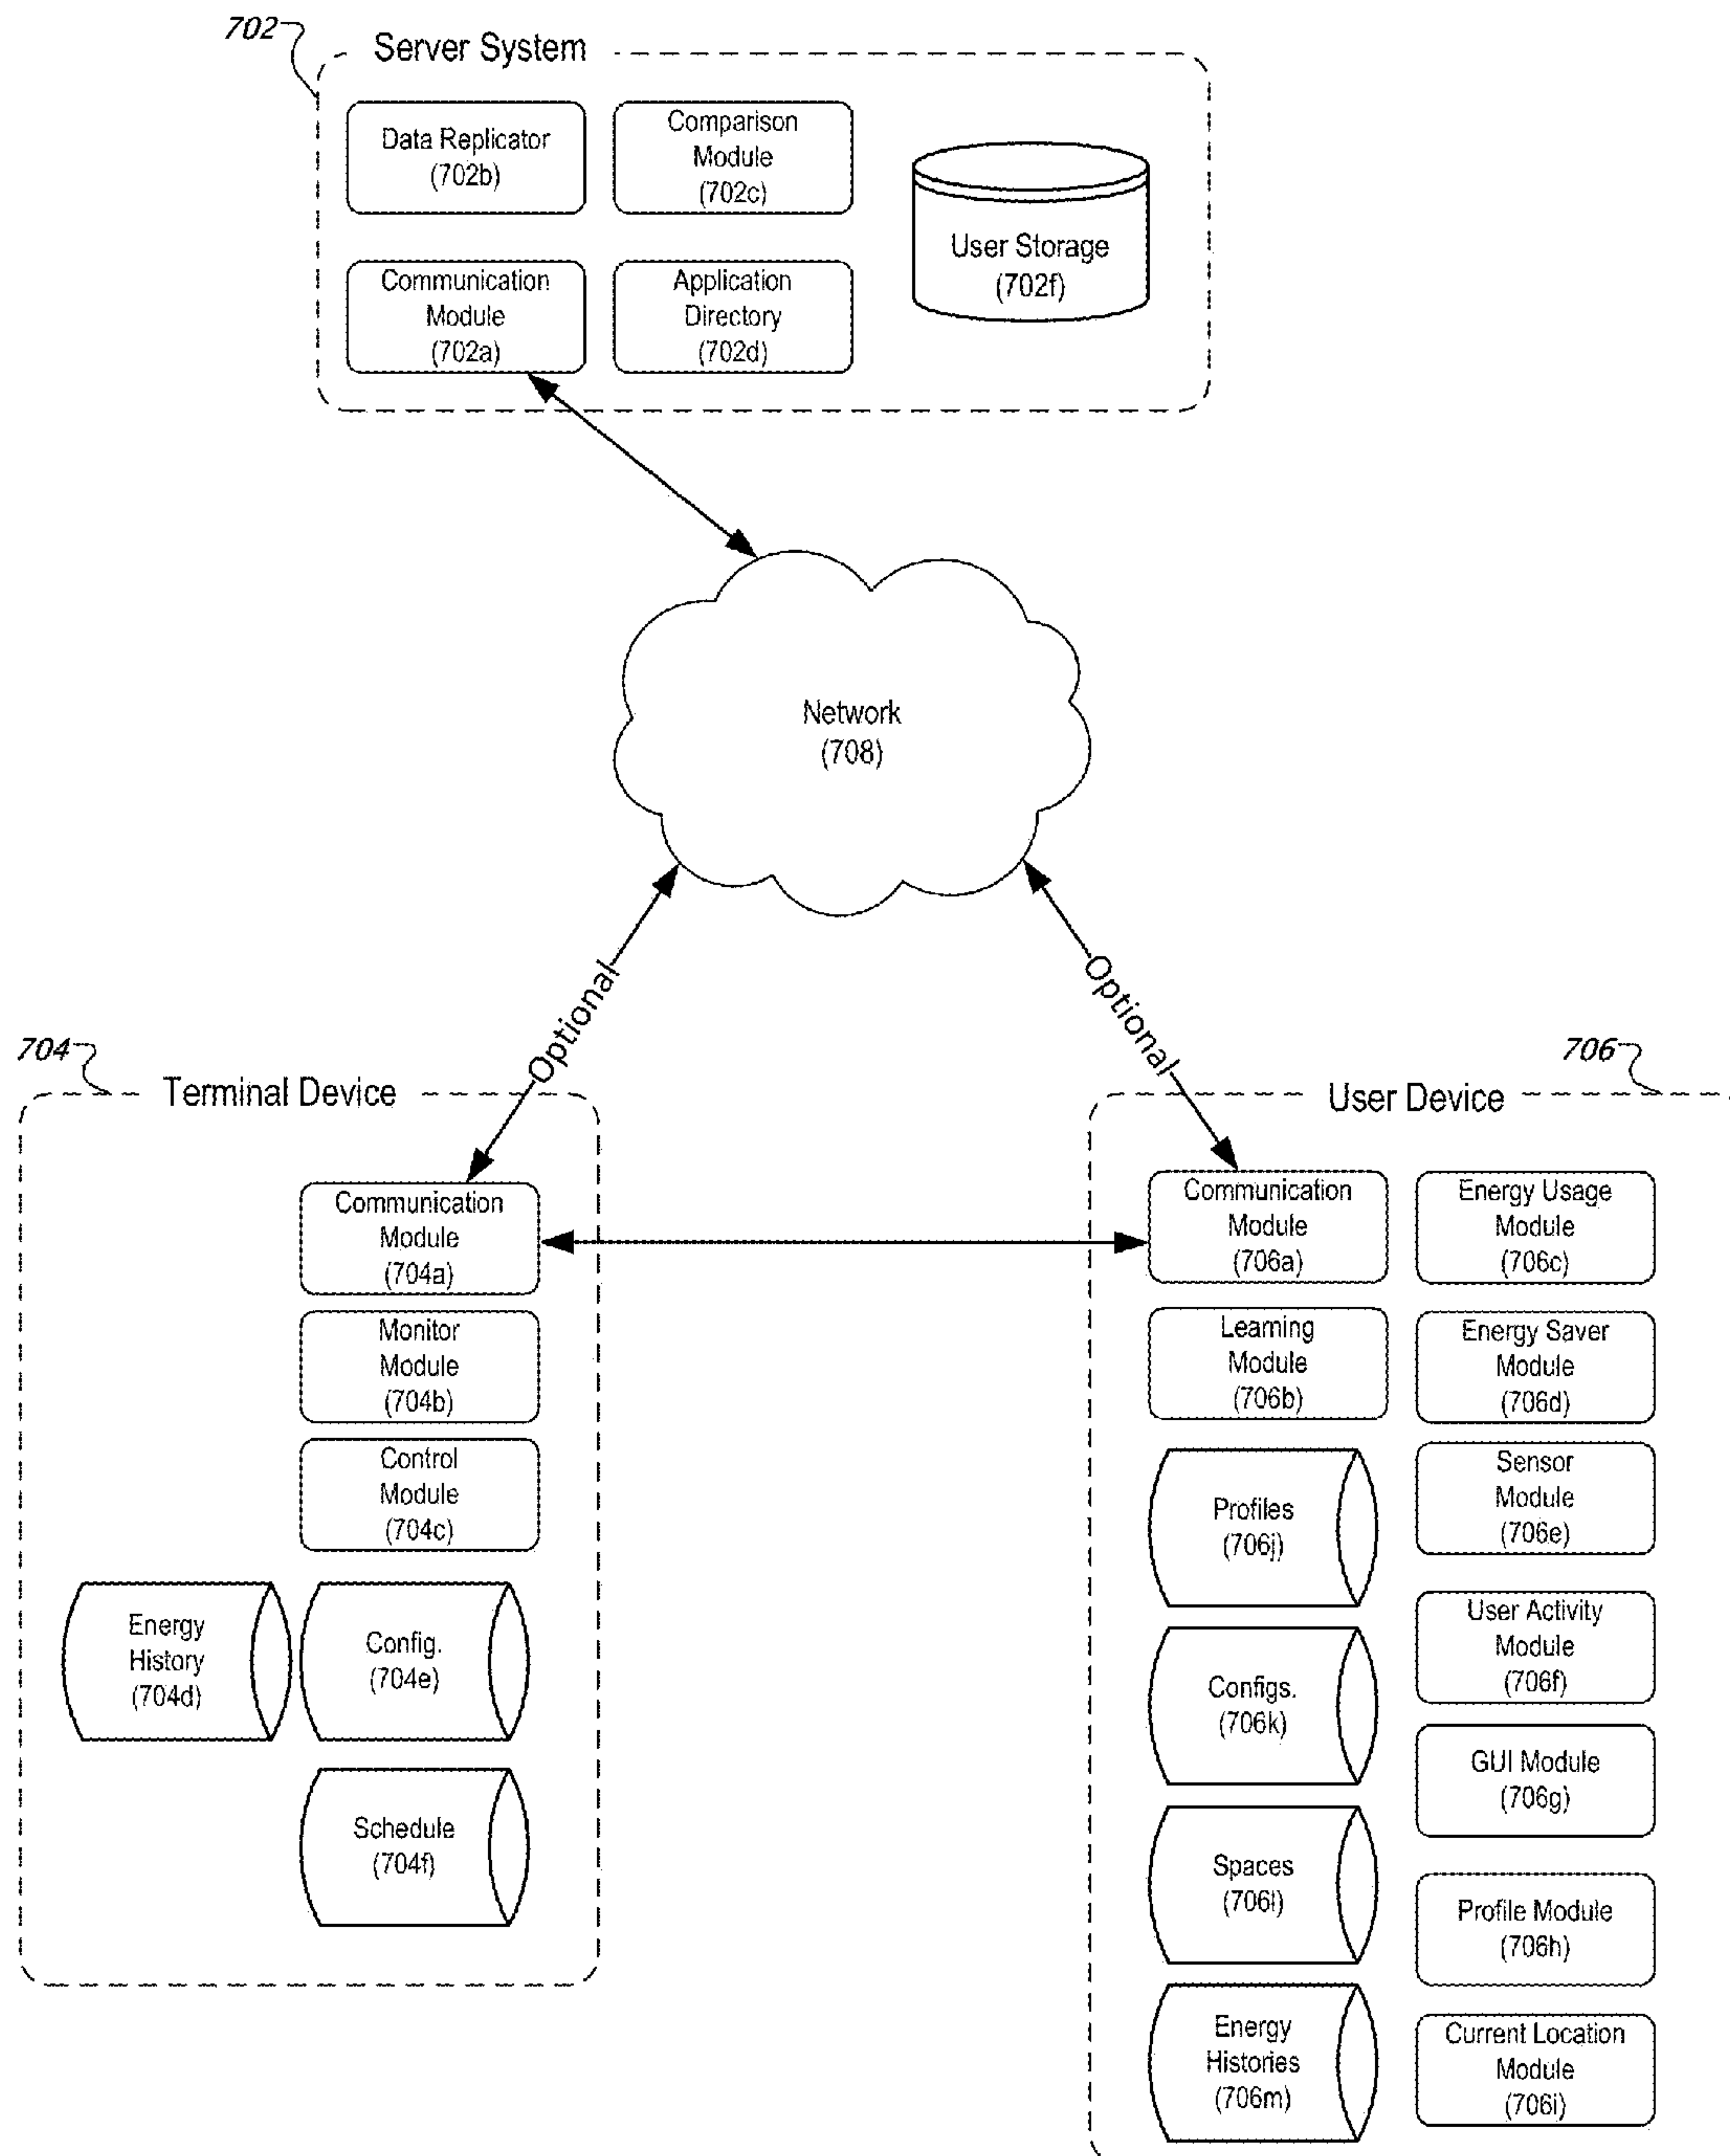 702
Server System
Data Replicator
(702b)
Comparison
Module
(702c)
User Storage
(702f)
Communication
Module
(702a)
Application
Directory
(702d)
Network
(708)
Optional
Optional
704
Terminal Device
Communication
Module
(704a)
Monitor
Module
(704b)
Control
Module
(704c)
Energy
History
(704d)
Config.
(704e)
Schedule
(704f)
706
User Device
Communication
Module
(706a)
Energy Usage
Module
(706c)
Learning
Module
(706b)
Energy Saver
Module
(706d)
Profiles
(706j)
Sensor
Module
(706e)
Configs.
(706k)
User Activity
Module
(706f)
GUI Module
(706g)
Spaces
(706l)
Profile Module
(706h)
Energy
Histories
(706m)
Current Location
Module
(706i)